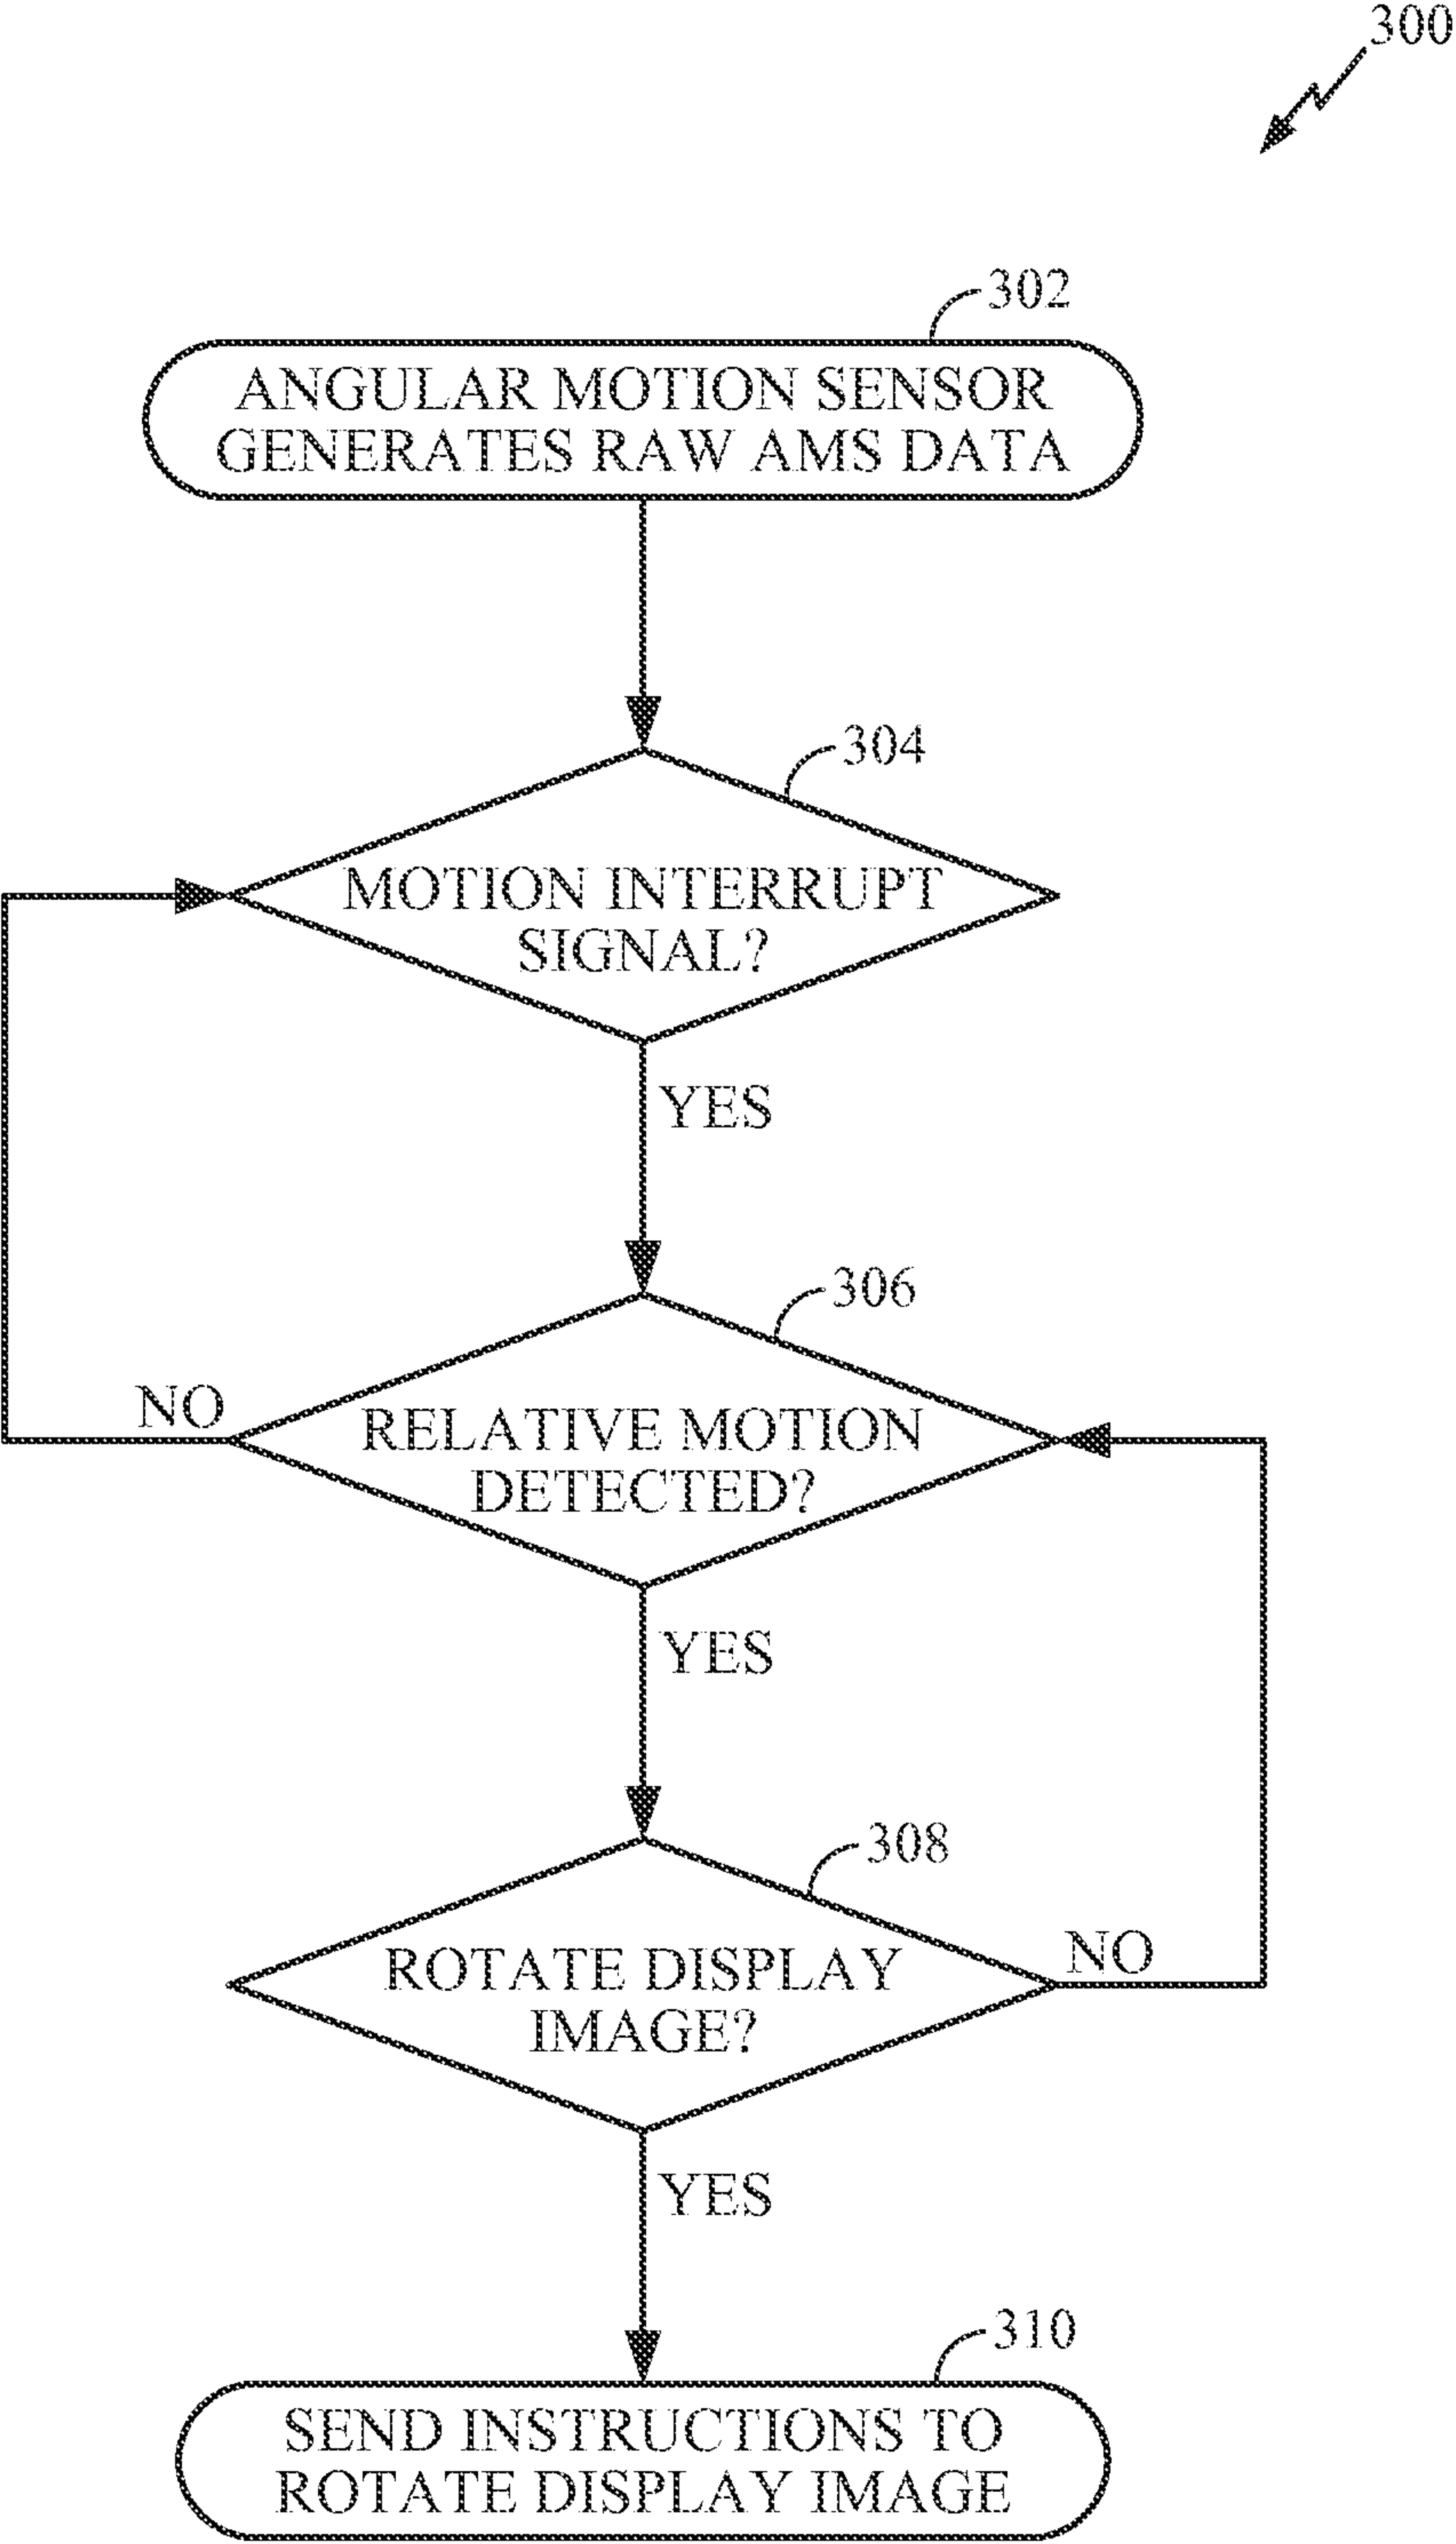 300
302
ANGULAR MOTION SENSOR
GENERATES RAW AMS DATA
304
MOTION INTERRUPT
SIGNAL?
YES
306
NO
RELATIVE MOTION
DETECTED?
YES
308
ROTATE DISPLAY
IMAGE?
NO
YES
310
SEND INSTRUCTIONS TO
ROTATE DISPLAY IMAGE